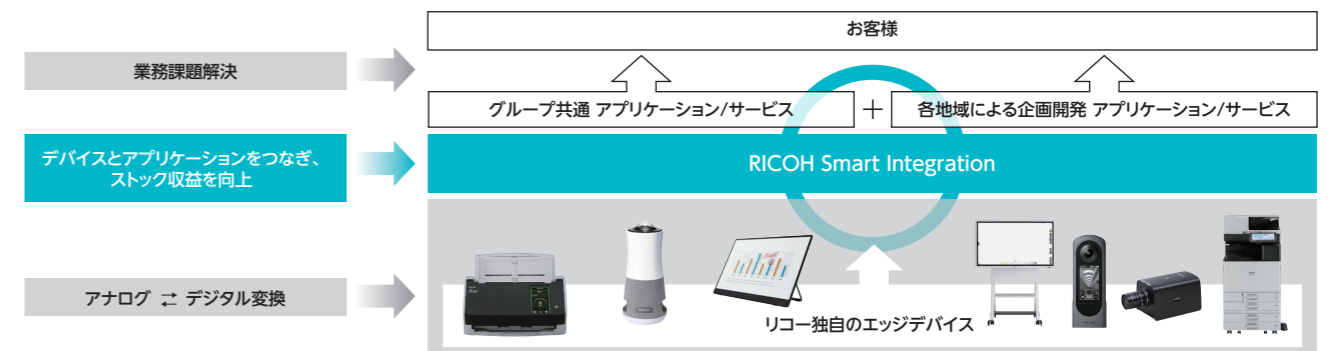 お客様
業務課題解決
グループ共通 アプリケーション/サービス
+
各地域による企画開発 アプリケーション/サービス
デバイスとアプリケーションをつなぎ、
ストック収益を向上
RICOH Smart Integration
アナログ ⇄ デジタル変換
リコー独自のエッジデバイス